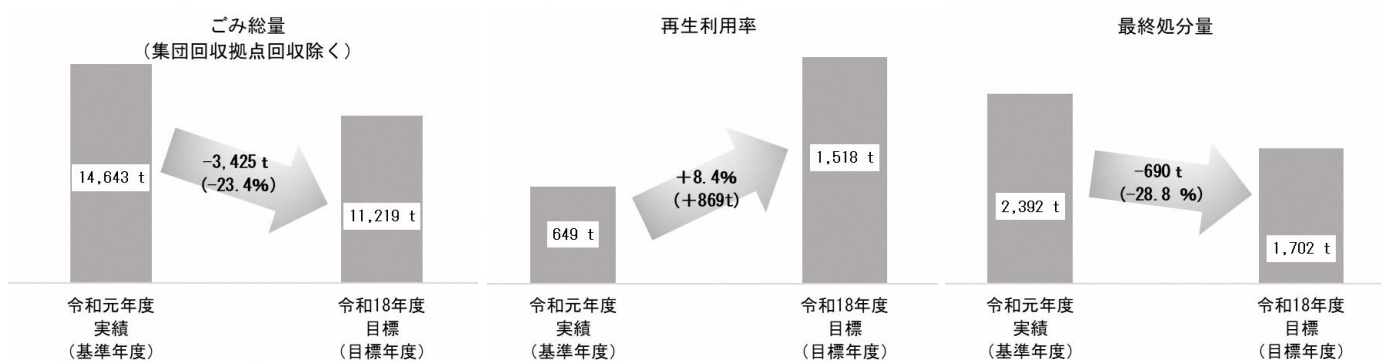 ごみ総量
（集団回収拠点回収除く）
14,643 t
-3,425 t
(-23.4%)
11,219 t
令和元年度
実績
（基準年度）
令和18年度
目標
（目標年度）
再生利用率
649 t
+8.4%
(+869t)
1,518 t
令和元年度
実績
（基準年度）
令和18年度
目標
（目標年度）
最終処分量
2,392 t
-690 t
(-28.8 %)
1,702 t
令和元年度
実績
（基準年度）
令和18年度
目標
（目標年度）